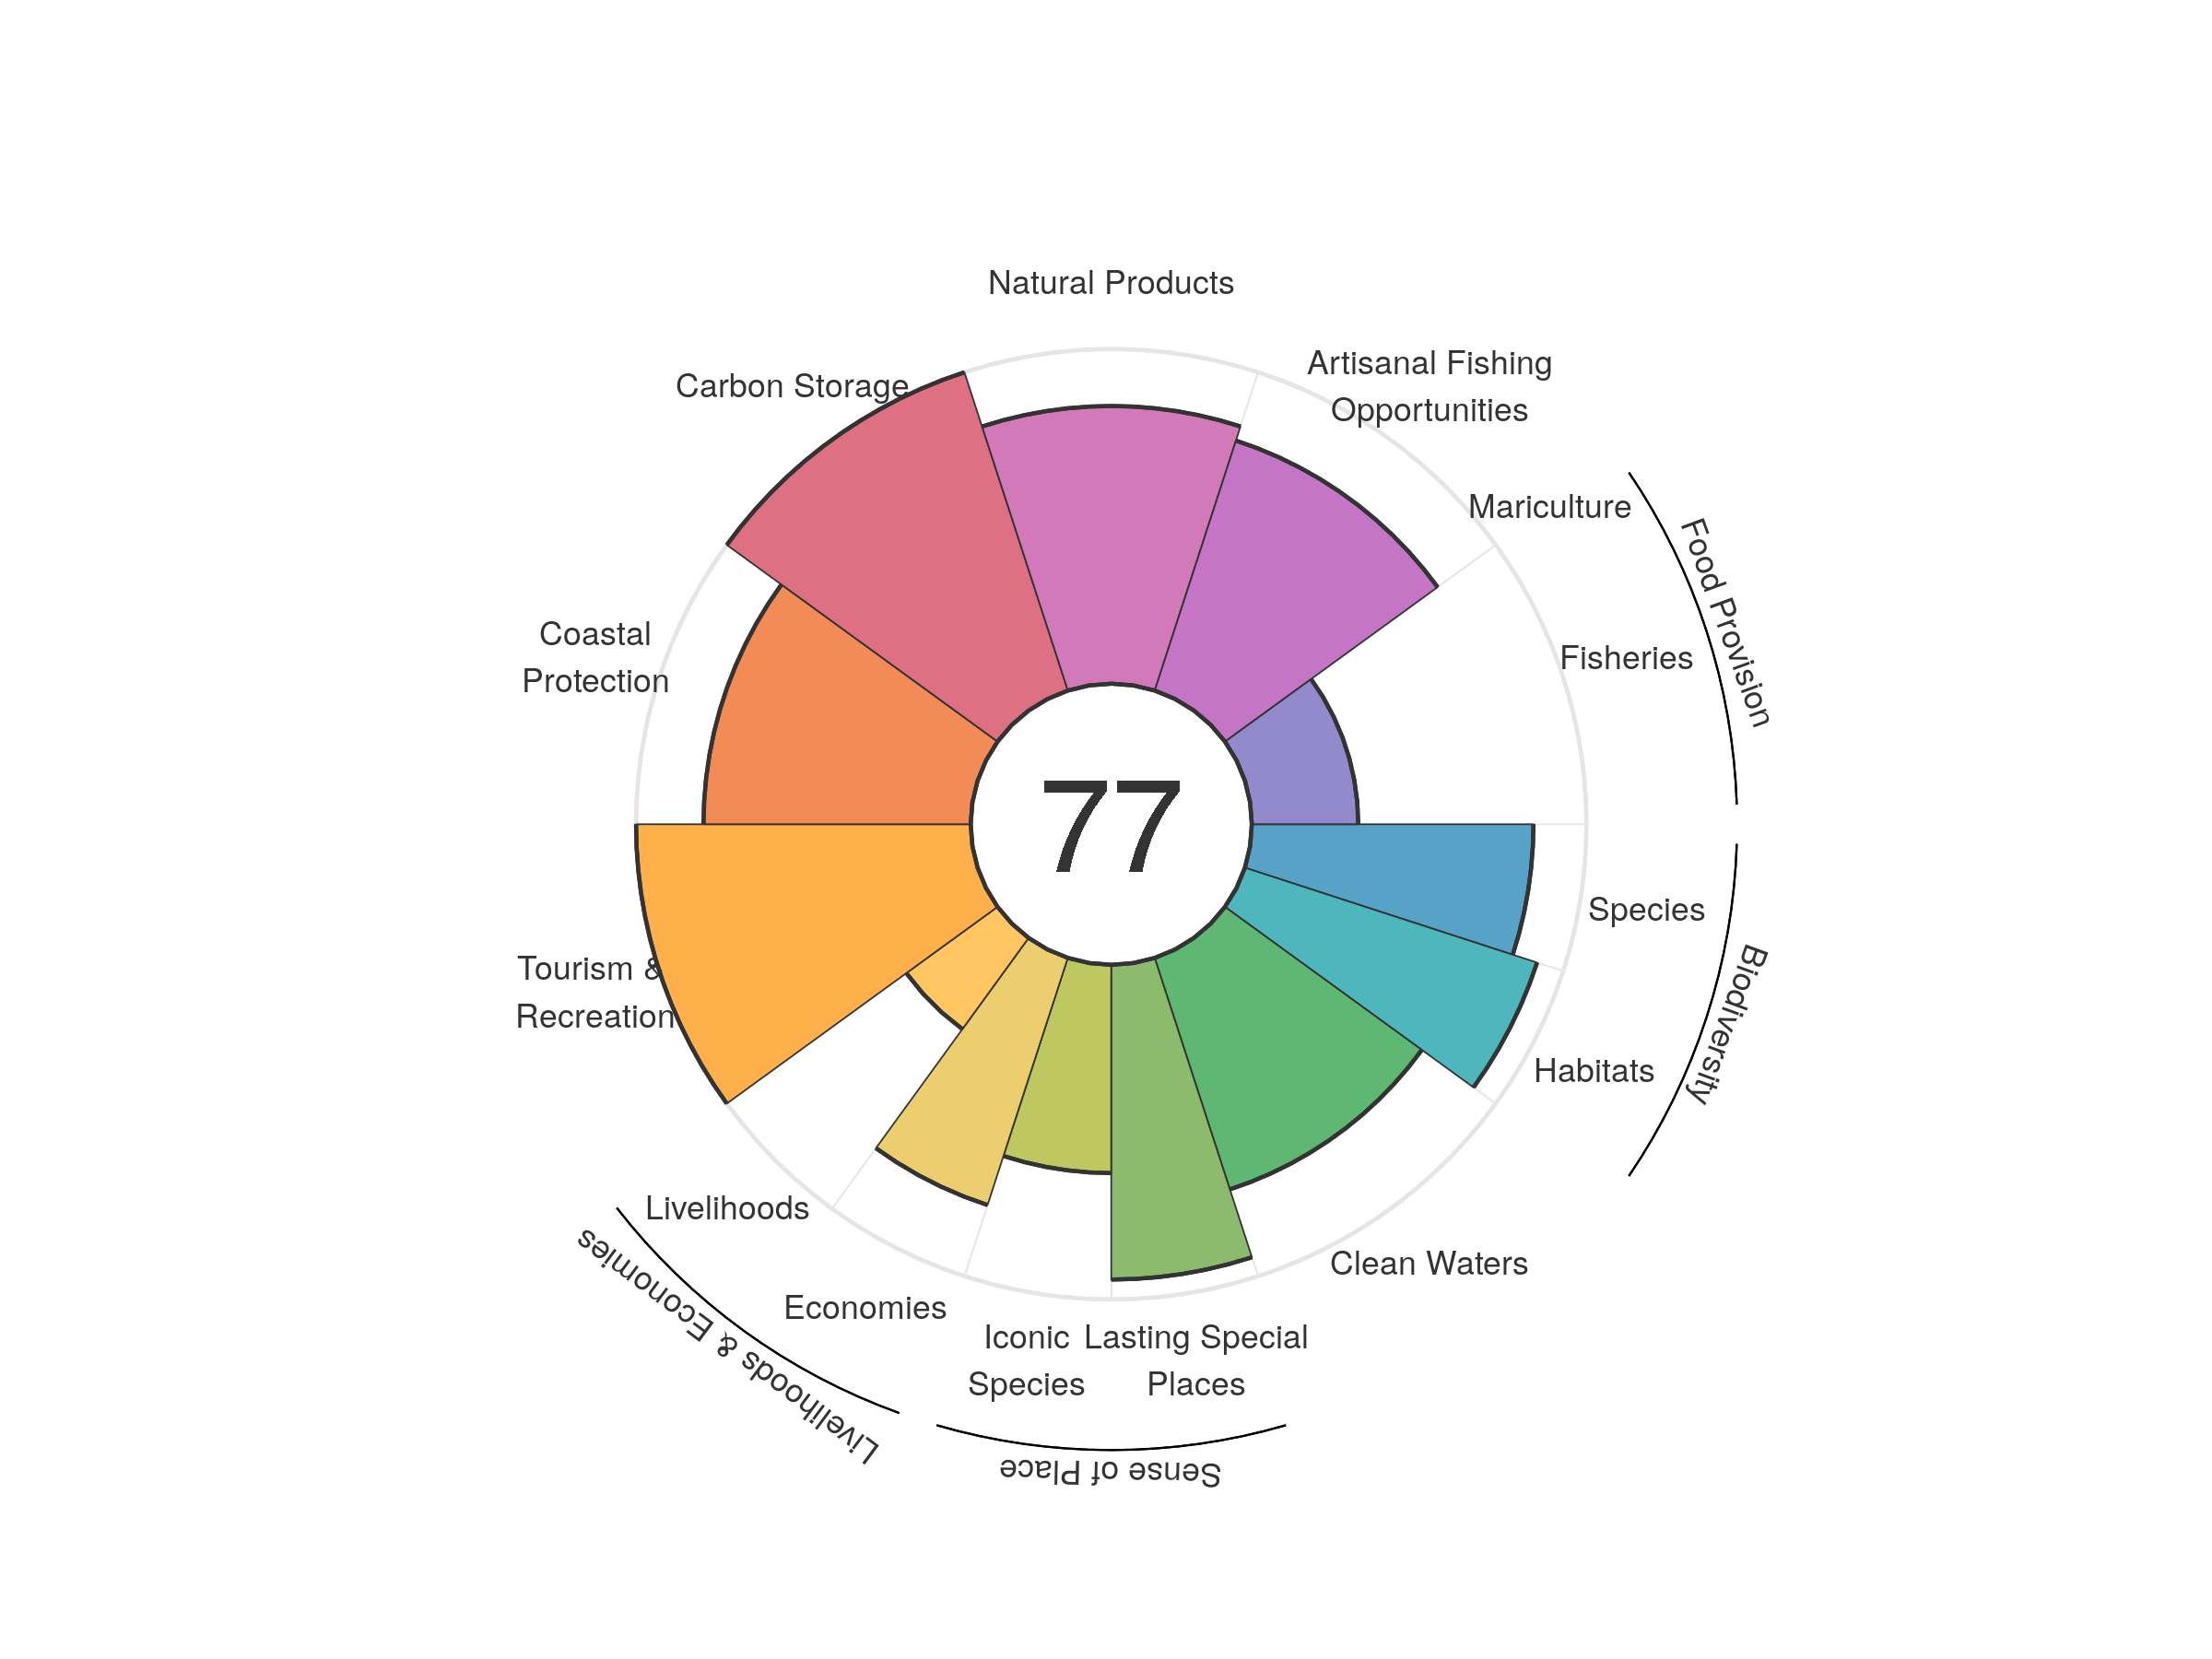 Natural Products
Artisanal Fishing
Opportunities
Carbon Storage
Mariculture
Food Provision
Coastal
Protection
Fisheries
77
Species
Biodiversity
Tourism &
Recreation
Habitats
Livelihoods
Livelihoods & Economies
Clean Waters
Economies
Iconic
Species
Lasting Special
Places
Sense of Place